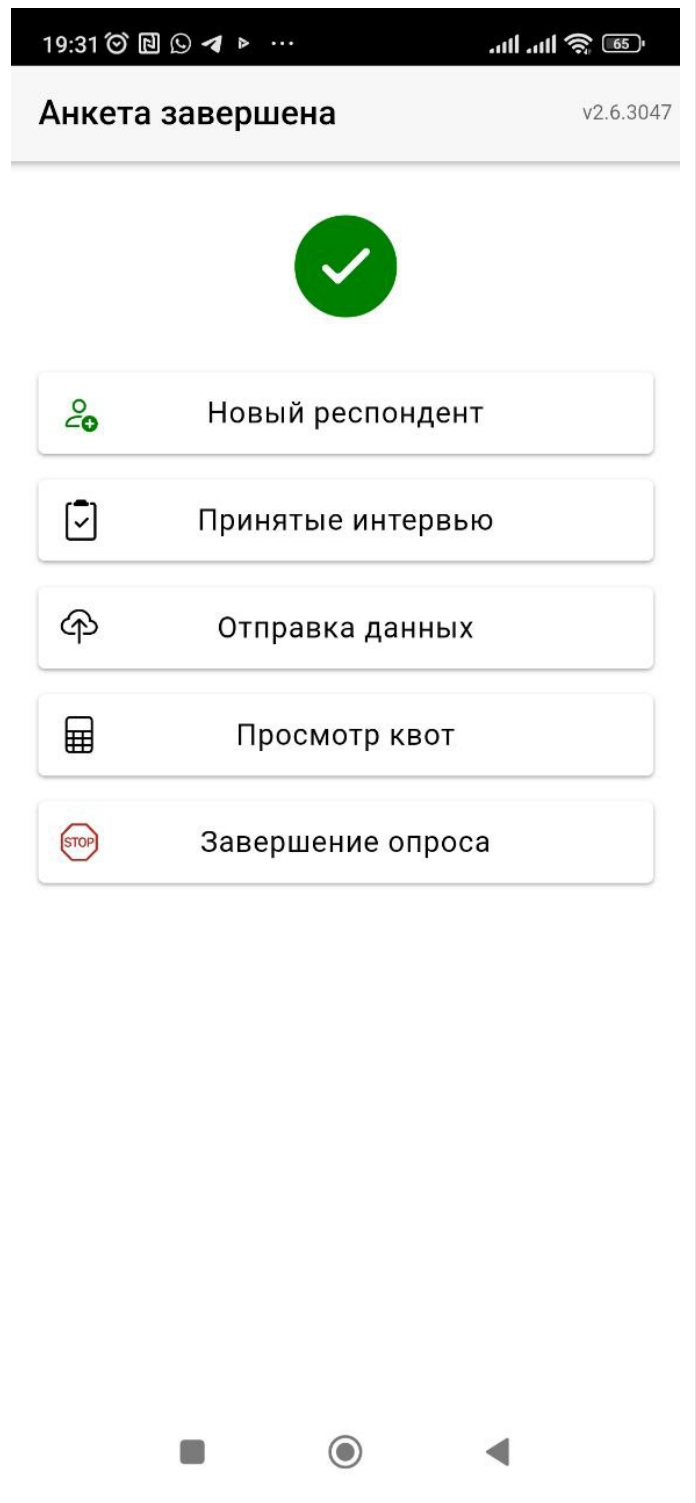 19:31
65
Анкета завершена
v2.6.3047
Новый респондент
Принятые интервью
Отправка данных
Просмотр квот
STOP
Завершение опроса